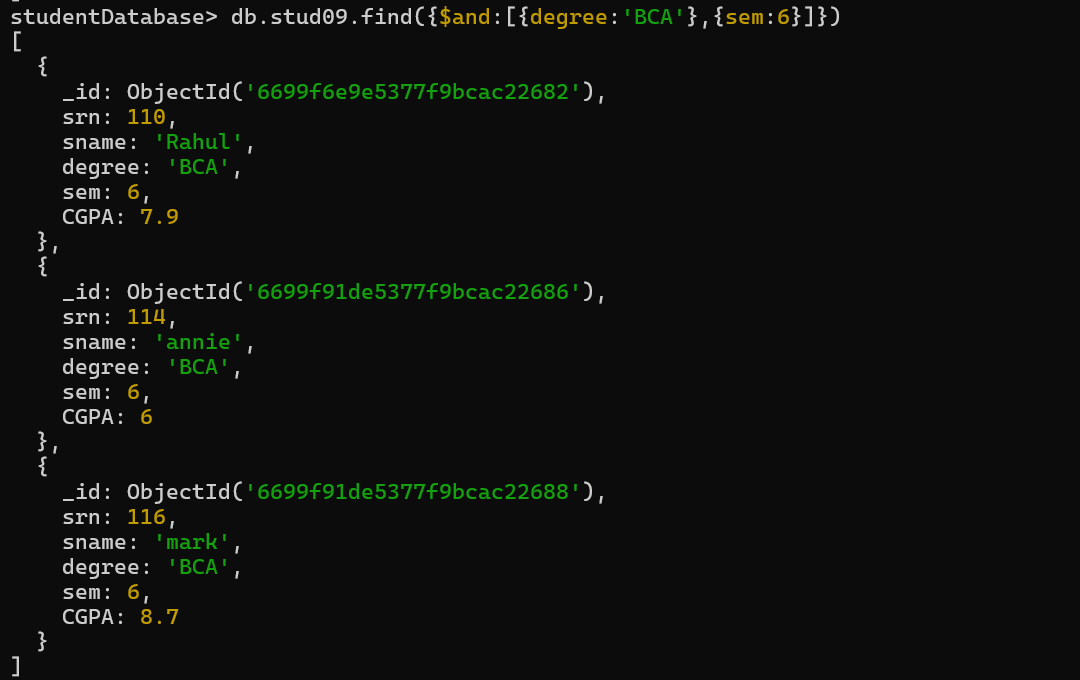 studentDatabase> db.stud09.find({$and:[{degree:'BCA'},{sem:6}]})
[
  {
    _id: ObjectId('6699f6e9e5377f9bcac22682'),
    srn: 110,
    sname: 'Rahul',
    degree: 'BCA',
    sem: 6,
    CGPA: 7.9
  },
  {
    _id: ObjectId('6699f91de5377f9bcac22686'),
    srn: 114,
    sname: 'annie',
    degree: 'BCA',
    sem: 6,
    CGPA: 6
  },
  {
    _id: ObjectId('6699f91de5377f9bcac22688'),
    srn: 116,
    sname: 'mark',
    degree: 'BCA',
    sem: 6,
    CGPA: 8.7
  }
]